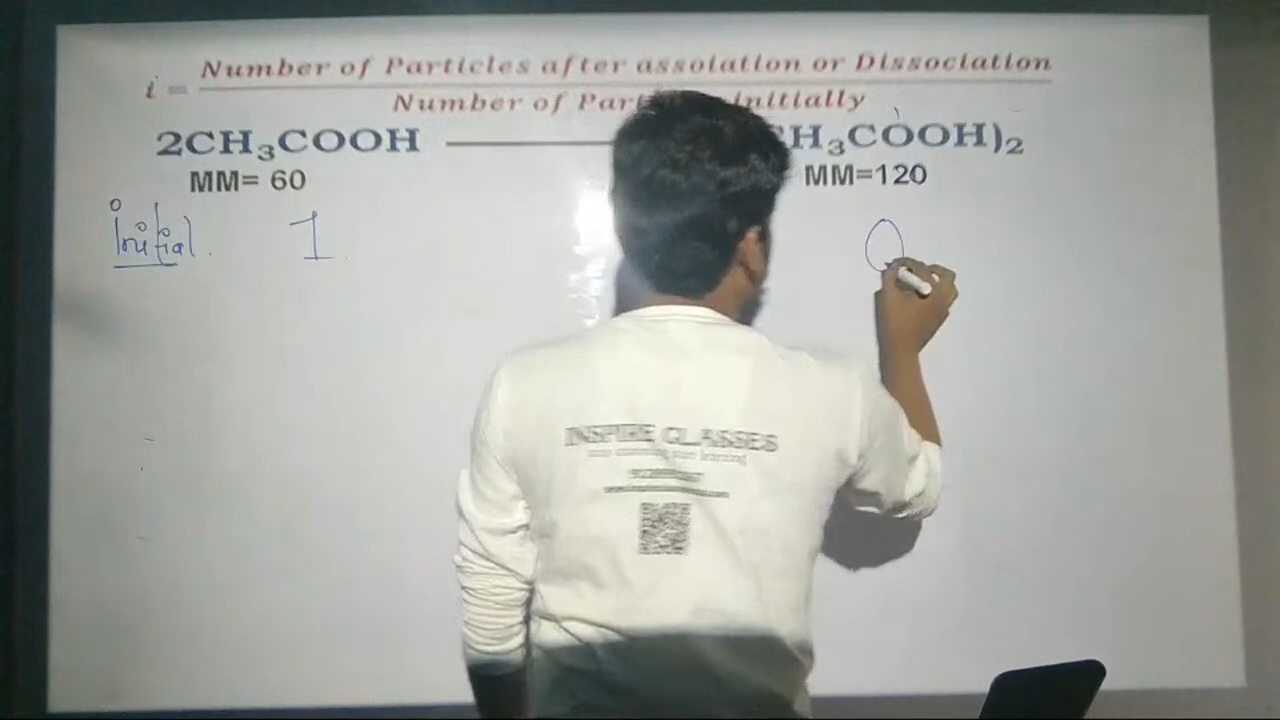 i = Number of Particles after assoiation or Dissociation
Number of initially
2CH₃COOH H₃COOH)₂
MM= 60 MM=120
Initial. 1 0
INSPIRE CLASSES